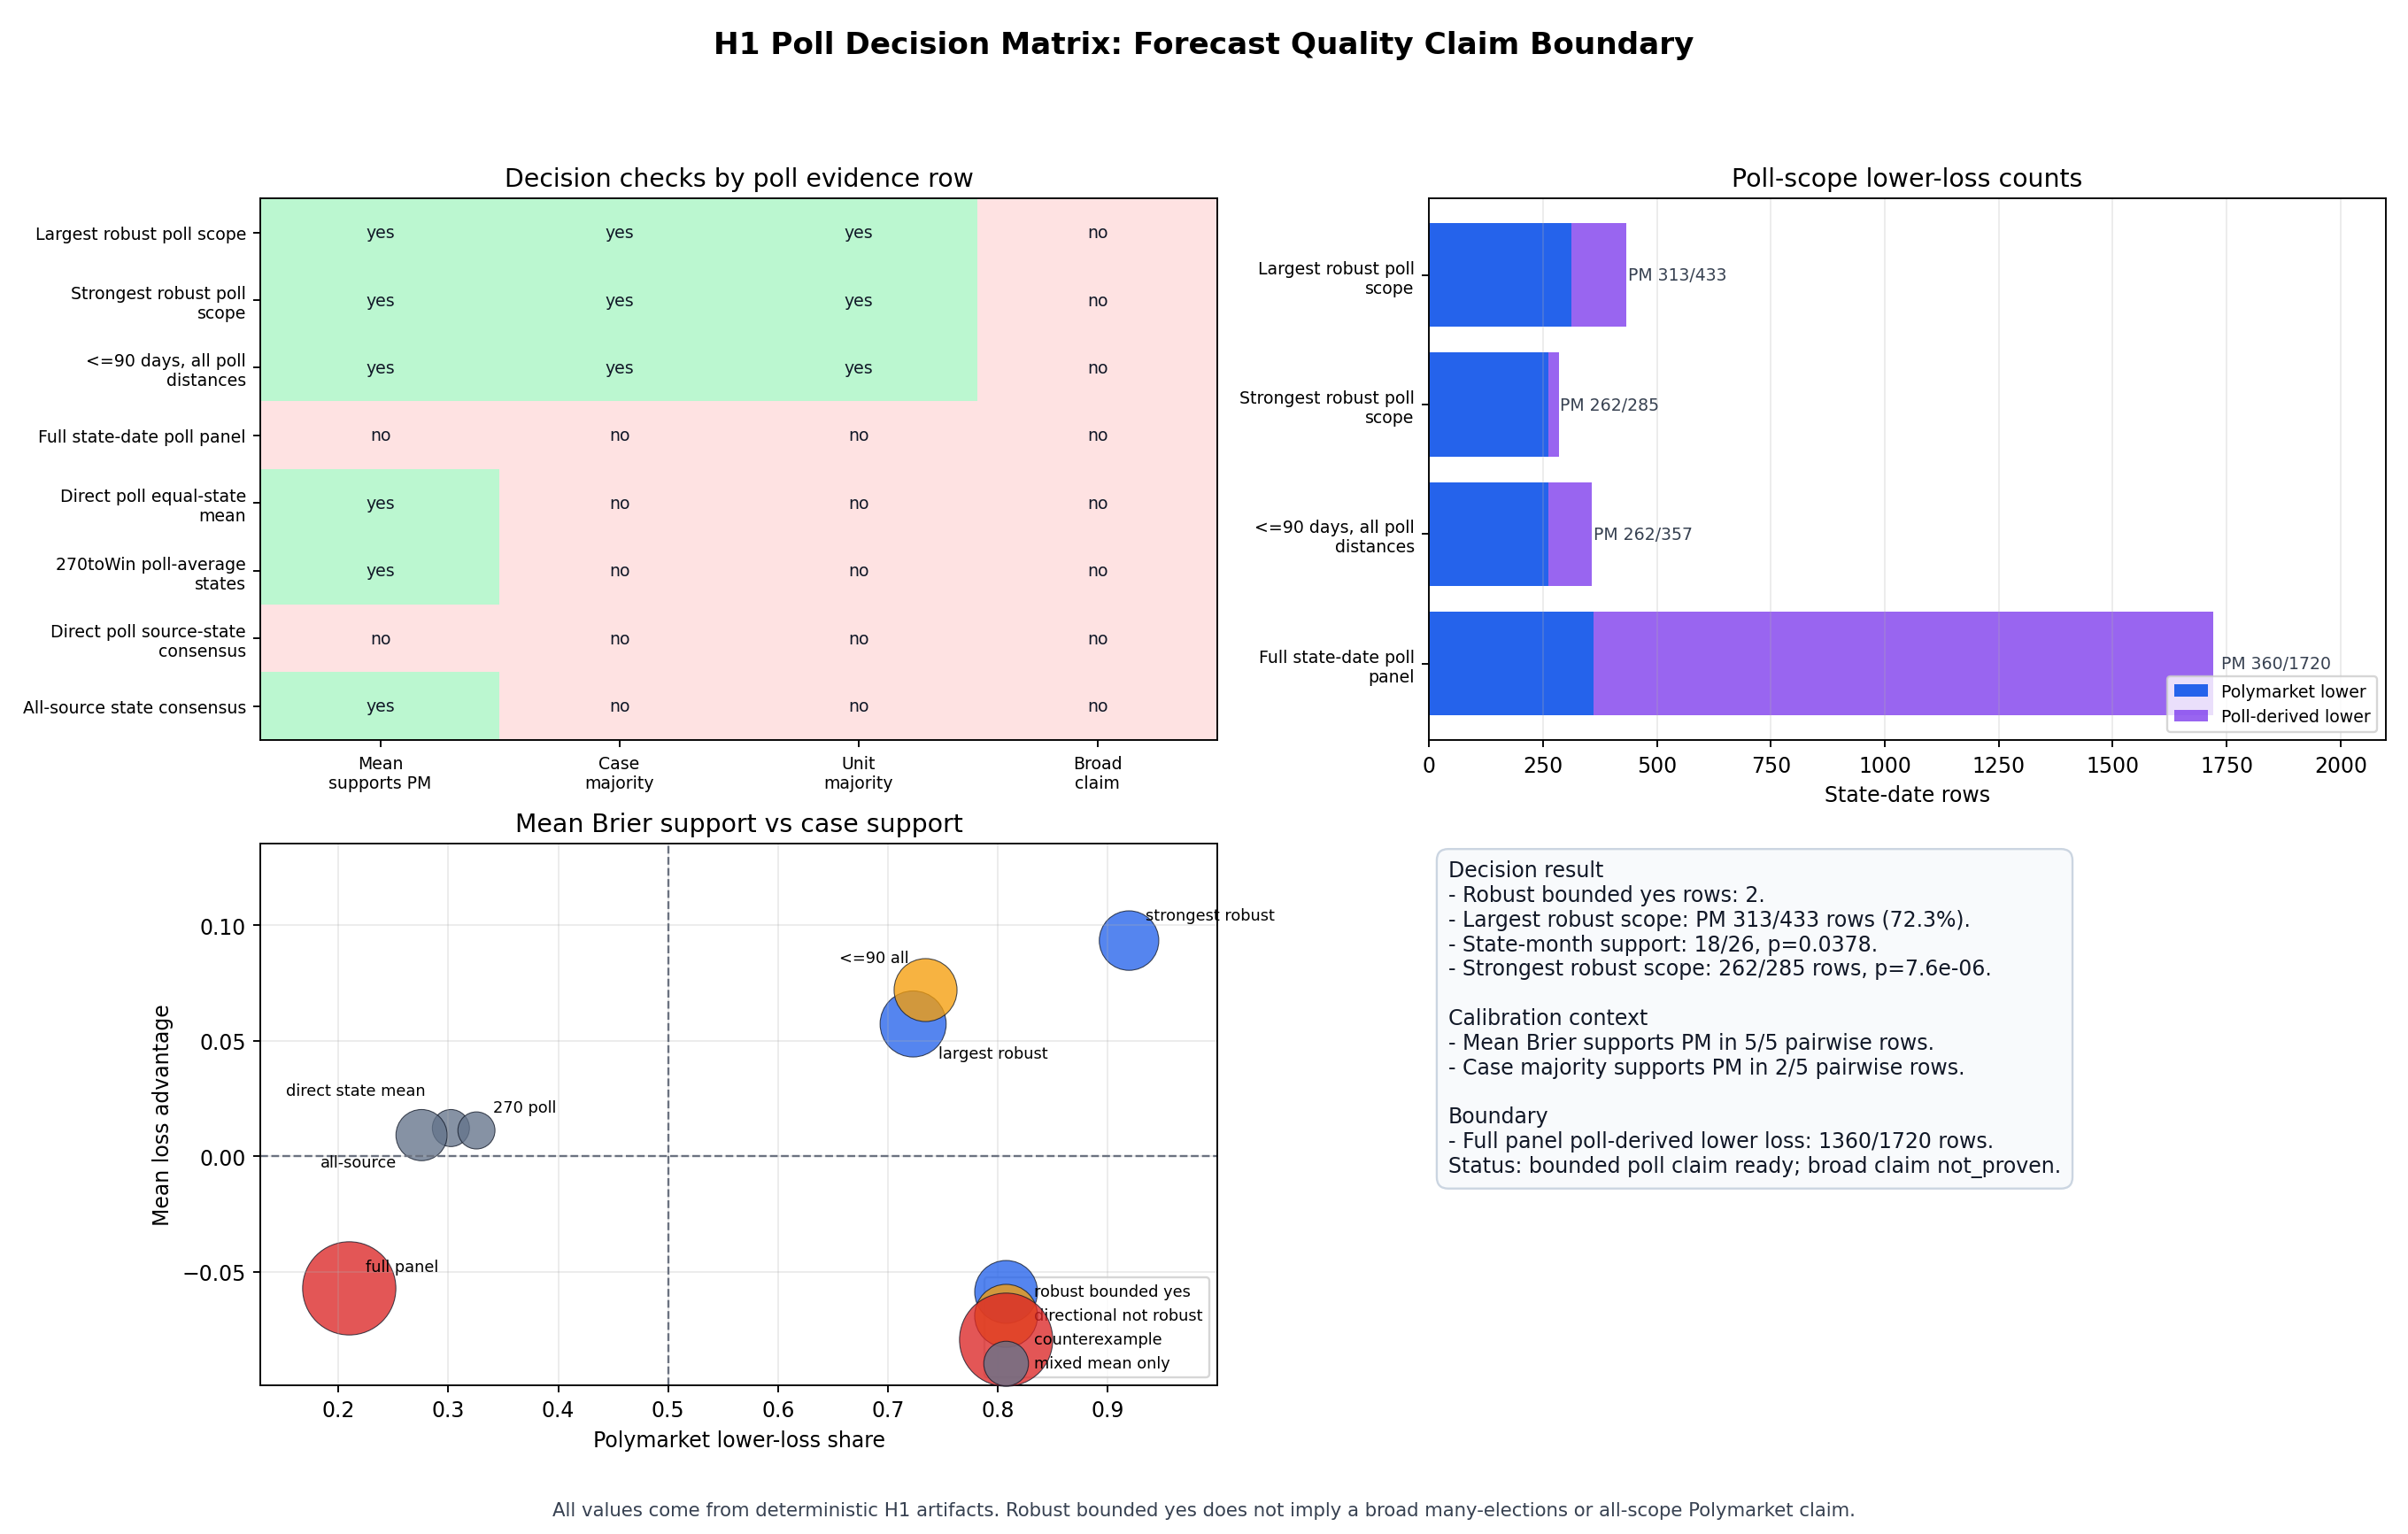 H1 Poll Decision Matrix: Forecast Quality Claim Boundary
Decision checks by poll evidence row
Largest robust poll scope
yes
yes
yes
no
Strongest robust poll
scope
yes
yes
yes
no
<=90 days, all poll
distances
yes
yes
yes
no
Full state-date poll panel
no
no
no
no
Direct poll equal-state
mean
yes
no
no
no
270toWin poll-average
states
yes
no
no
no
Direct poll source-state
consensus
no
no
no
no
All-source state consensus
yes
no
no
no
Mean
supports PM
Case
majority
Unit
majority
Broad
claim
Poll-scope lower-loss counts
Largest robust poll
scope
PM 313/433
Strongest robust poll
scope
PM 262/285
<=90 days, all poll
distances
PM 262/357
Full state-date poll
panel
PM 360/1720
Polymarket lower
Poll-derived lower
0
250
500
750
1000
1250
1500
1750
2000
State-date rows
Mean Brier support vs case support
Mean loss advantage
0.10
0.05
0.00
−0.05
strongest robust
<=90 all
largest robust
direct state mean
270 poll
all-source
full panel
robust bounded yes
directional not robust
counterexample
mixed mean only
0.2
0.3
0.4
0.5
0.6
0.7
0.8
0.9
Polymarket lower-loss share
Decision result
- Robust bounded yes rows: 2.
- Largest robust scope: PM 313/433 rows (72.3%).
- State-month support: 18/26, p=0.0378.
- Strongest robust scope: 262/285 rows, p=7.6e-06.
Calibration context
- Mean Brier supports PM in 5/5 pairwise rows.
- Case majority supports PM in 2/5 pairwise rows.
Boundary
- Full panel poll-derived lower loss: 1360/1720 rows.
Status: bounded poll claim ready; broad claim not_proven.
All values come from deterministic H1 artifacts. Robust bounded yes does not imply a broad many-elections or all-scope Polymarket claim.